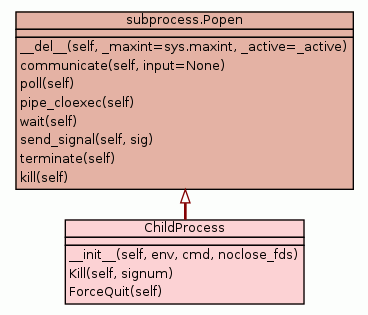 subprocess.Popen
__del__(self, _maxint=sys.maxint, _active=_active)
communicate(self, input=None)
poll(self)
pipe_cloexec(self)
wait(self)
send_signal(self, sig)
terminate(self)
kill(self)
ChildProcess
__init__(self, env, cmd, noclose_fds)
Kill(self, signum)
ForceQuit(self)